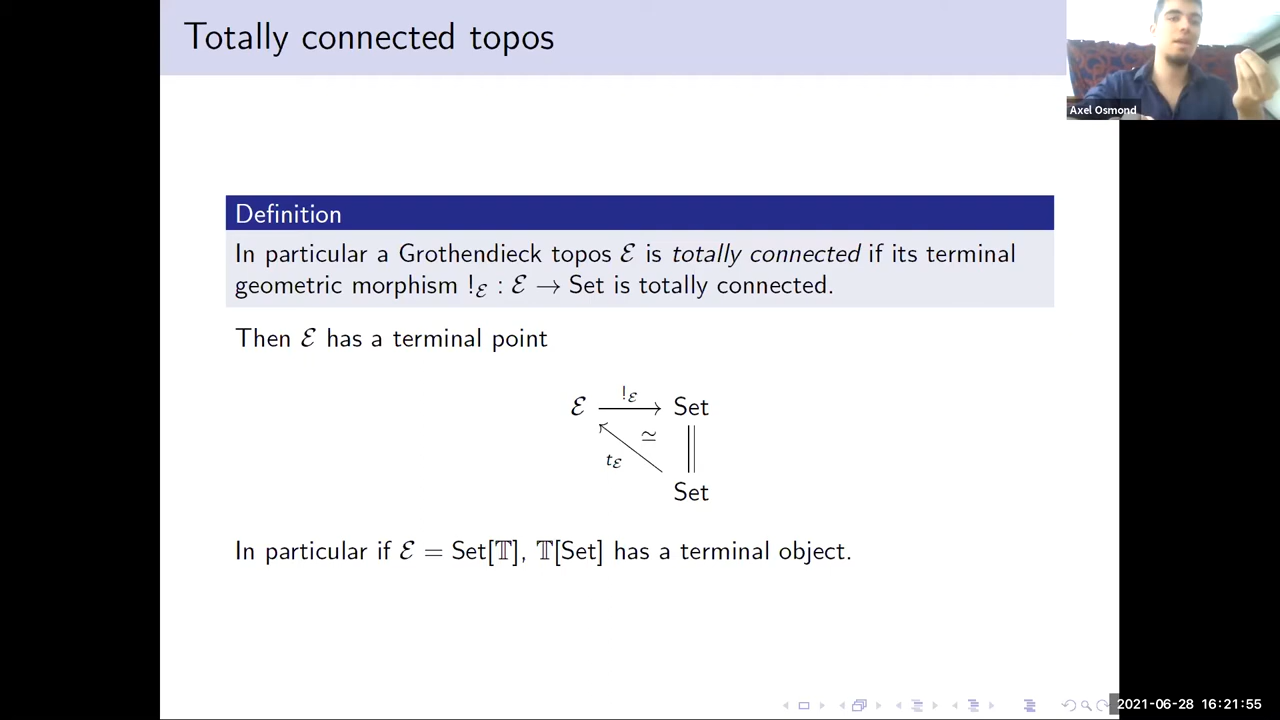 Totally connected topos
Axel Osmond
Definition
In particular a Grothendieck topos ℰ is totally connected if its terminal
geometric morphism !ℰ : ℰ → Set is totally connected.
Then ℰ has a terminal point
ℰ !ℰ Set
≃
tℰ
Set
In particular if ℰ = Set[𝕋], 𝕋[Set] has a terminal object.
2021-06-28 16:21:55